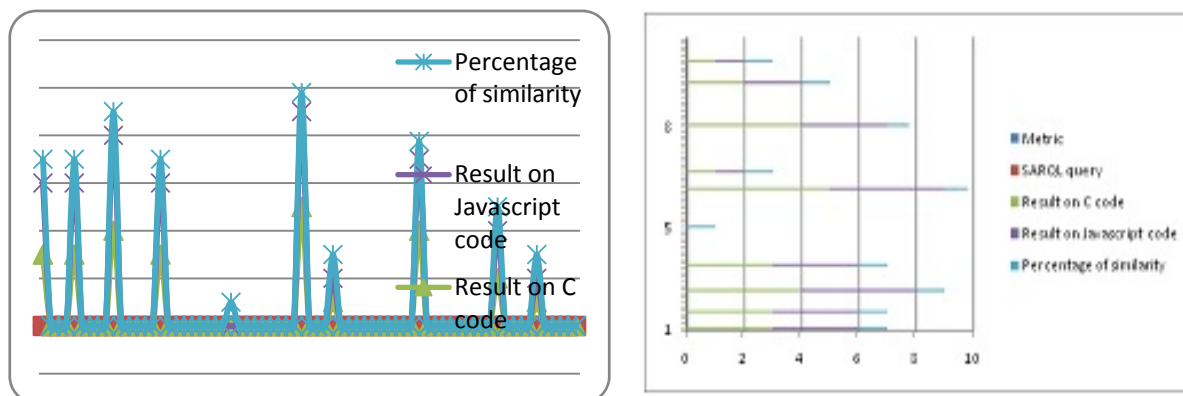 Percentage
of similarity
Result on
Javascript
code
Result on C
code
8
5
1
0 2 4 6 8 10
Metric
SARQL query
Result on C code
Result on Javascript code
Percentage of similarity